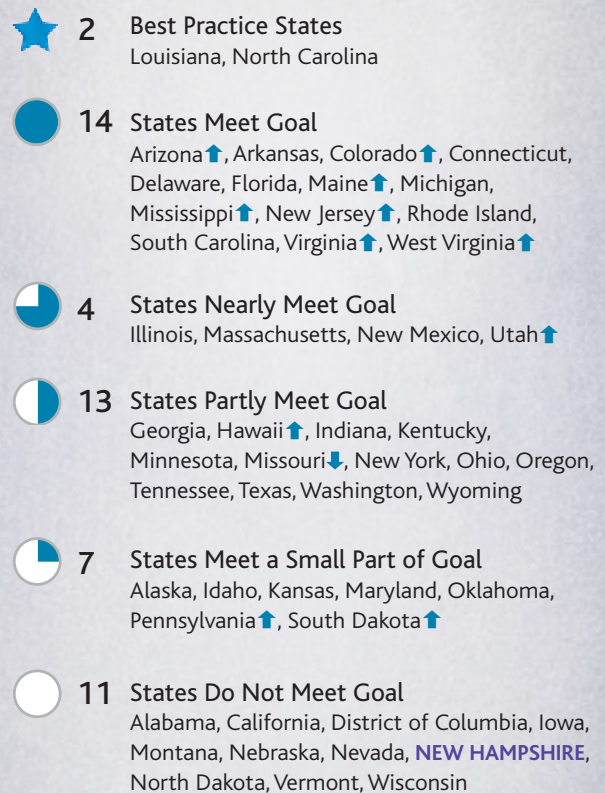 2 Best Practice States
Louisiana, North Carolina
14 States Meet Goal
Arizona⬆, Arkansas, Colorado⬆, Connecticut,
Delaware, Florida, Maine⬆, Michigan,
Mississippi⬆, New Jersey⬆, Rhode Island,
South Carolina, Virginia⬆, West Virginia⬆
4 States Nearly Meet Goal
Illinois, Massachusetts, New Mexico, Utah⬆
13 States Partly Meet Goal
Georgia, Hawaii⬆, Indiana, Kentucky,
Minnesota, Missouri⬇, New York, Ohio, Oregon,
Tennessee, Texas, Washington, Wyoming
7 States Meet a Small Part of Goal
Alaska, Idaho, Kansas, Maryland, Oklahoma,
Pennsylvania⬆, South Dakota⬆
11 States Do Not Meet Goal
Alabama, California, District of Columbia, Iowa,
Montana, Nebraska, Nevada, NEW HAMPSHIRE,
North Dakota, Vermont, Wisconsin